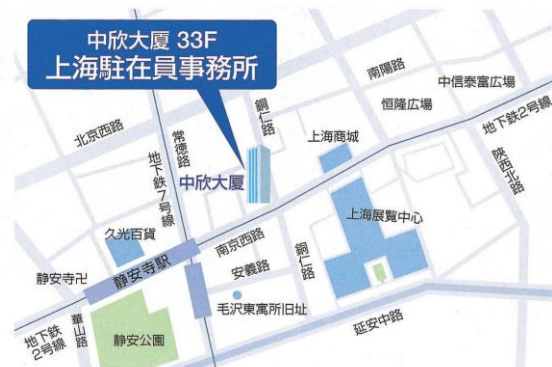 中欣大厦 33F
上海駐在員事務所
南陽路
中信泰富広場
恒隆広場
地下鉄2号線
北京西路
常徳路
銅仁路
上海商城
陝西北路
地下鉄7号線
中欣大厦
上海展覧中心
久光百貨
南京西路
銅仁路
静安寺卍
静安寺駅
安義路
毛沢東寓所旧址
延安中路
地下鉄
2号線
華山路
静安公園